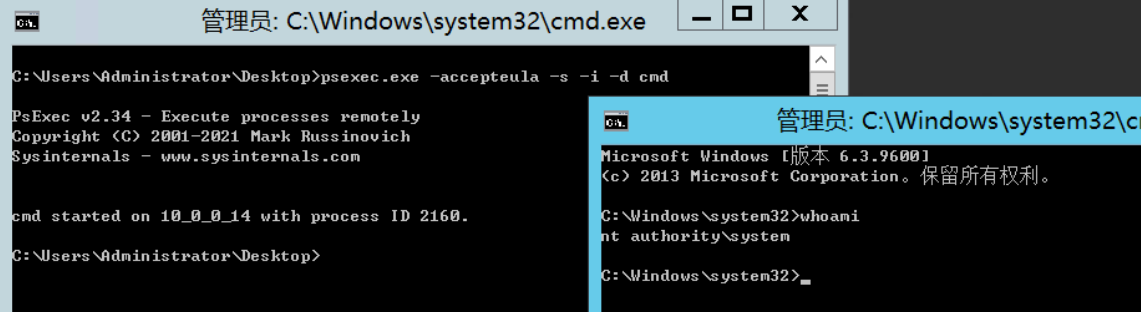 管理员: C:\Windows\system32\cmd.exe
C:\Users\Administrator\Desktop>psexec.exe -accepteula -s -i -d cmd
PsExec v2.34 - Execute processes remotely
Copyright (C) 2001-2021 Mark Russinovich
Sysinternals - www.sysinternals.com
cmd started on 10_0_0_14 with process ID 2160.
C:\Users\Administrator\Desktop>
管理员: C:\Windows\system32\c
Microsoft Windows [版本 6.3.9600]
(c) 2013 Microsoft Corporation。保留所有权利。
C:\Windows\system32>whoami
nt authority\system
C:\Windows\system32>_